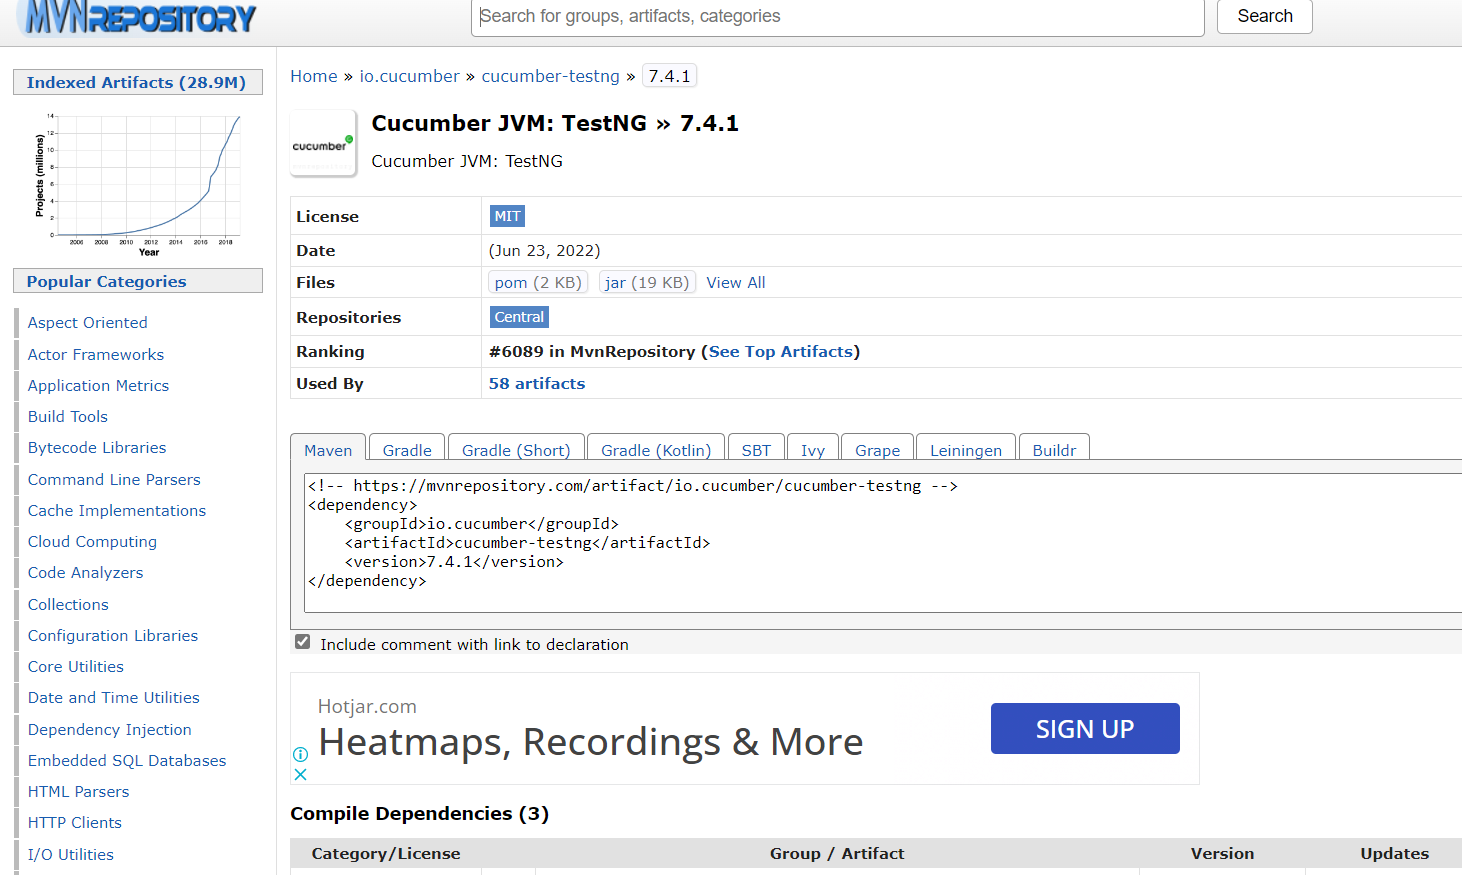 MVNREPOSITORY
Search for groups, artifacts, categories
Search
Indexed Artifacts (28.9M)
Projects (millions)
14
12
10
8
6
4
2
0
2006 2008 2010 2012 2014 2016 2018
Year
Popular Categories
Aspect Oriented
Actor Frameworks
Application Metrics
Build Tools
Bytecode Libraries
Command Line Parsers
Cache Implementations
Cloud Computing
Code Analyzers
Collections
Configuration Libraries
Core Utilities
Date and Time Utilities
Dependency Injection
Embedded SQL Databases
HTML Parsers
HTTP Clients
I/O Utilities
Home » io.cucumber » cucumber-testng » 7.4.1
cucumber
Cucumber JVM: TestNG » 7.4.1
Cucumber JVM: TestNG
License MIT
Date (Jun 23, 2022)
Files pom (2 KB) jar (19 KB) View All
Repositories Central
Ranking #6089 in MvnRepository (See Top Artifacts)
Used By 58 artifacts
Maven Gradle Gradle (Short) Gradle (Kotlin) SBT Ivy Grape Leiningen Buildr
<!-- https://mvnrepository.com/artifact/io.cucumber/cucumber-testng -->
<dependency>
    <groupId>io.cucumber</groupId>
    <artifactId>cucumber-testng</artifactId>
    <version>7.4.1</version>
</dependency>
Include comment with link to declaration
Hotjar.com
Heatmaps, Recordings & More
SIGN UP
Compile Dependencies (3)
Category/License Group / Artifact Version Updates